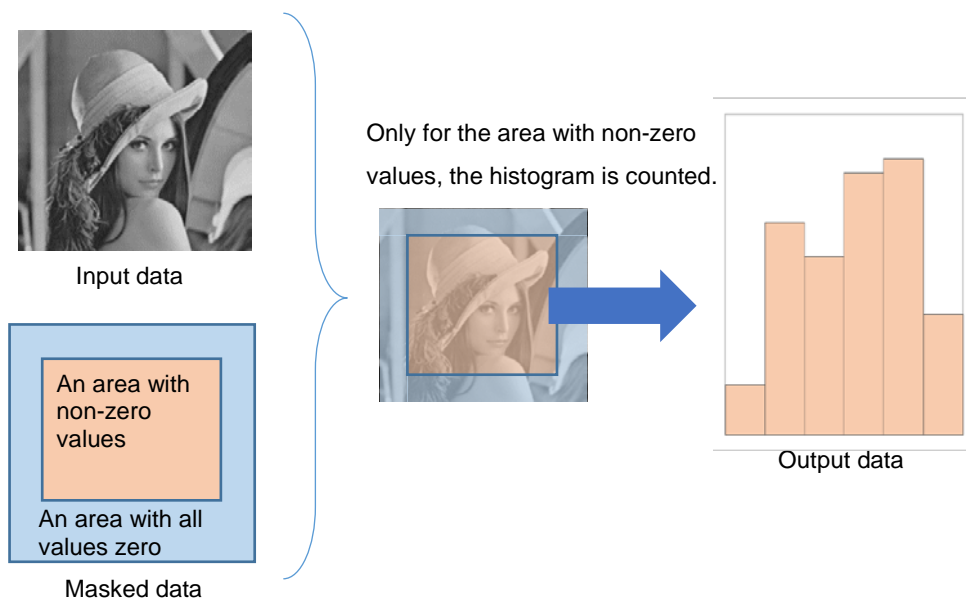 Input data
An area with
non-zero
values
An area with all
values zero
Masked data
Only for the area with non-zero
values, the histogram is counted.
Output data